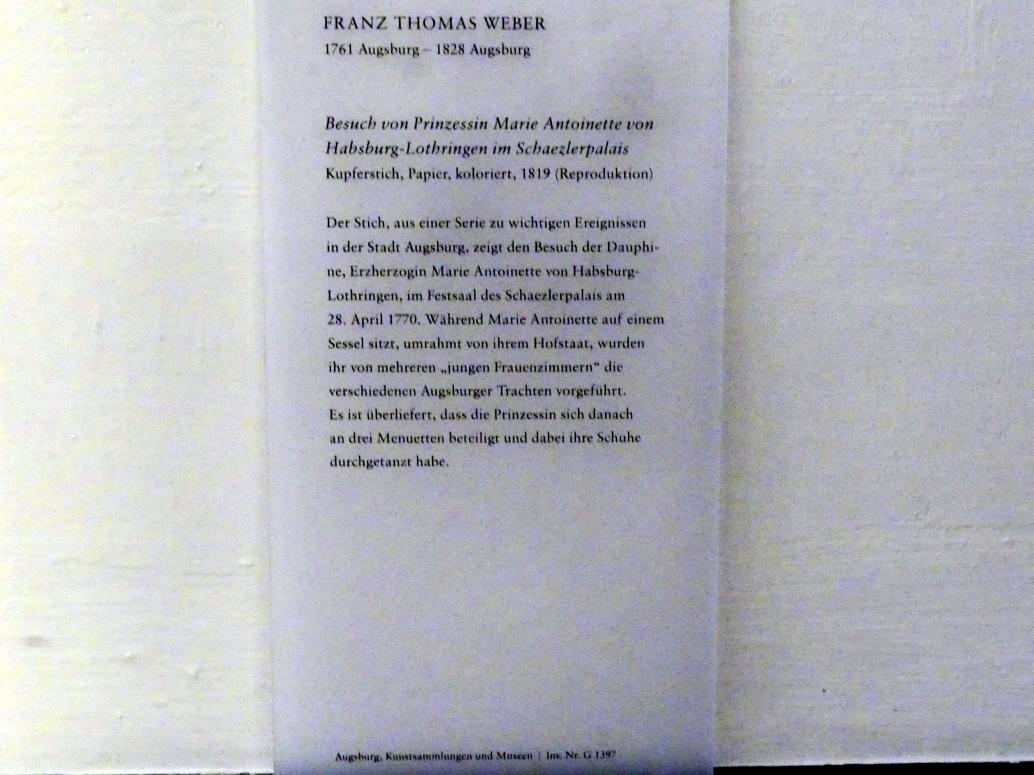 FRANZ THOMAS WEBER
1761 Augsburg – 1828 Augsburg
Besuch von Prinzessin Marie Antoinette von
Habsburg-Lothringen im Schaezlerpalais
Kupferstich, Papier, koloriert, 1819 (Reproduktion)
Der Stich, aus einer Serie zu wichtigen Ereignissen
in der Stadt Augsburg, zeigt den Besuch der Dauphi-
ne, Erzherzogin Marie Antoinette von Habsburg-
Lothringen, im Festsaal des Schaezlerpalais am
28. April 1770. Während Marie Antoinette auf einem
Sessel sitzt, umrahmt von ihrem Hofstaat, wurden
ihr von mehreren „jungen Frauenzimmern“ die
verschiedenen Augsburger Trachten vorgeführt.
Es ist überliefert, dass die Prinzessin sich danach
an drei Menuetten beteiligt und dabei ihre Schuhe
durchgetanzt habe.
Augsburg, Kunstsammlungen und Museen | Inv. Nr. G 1397